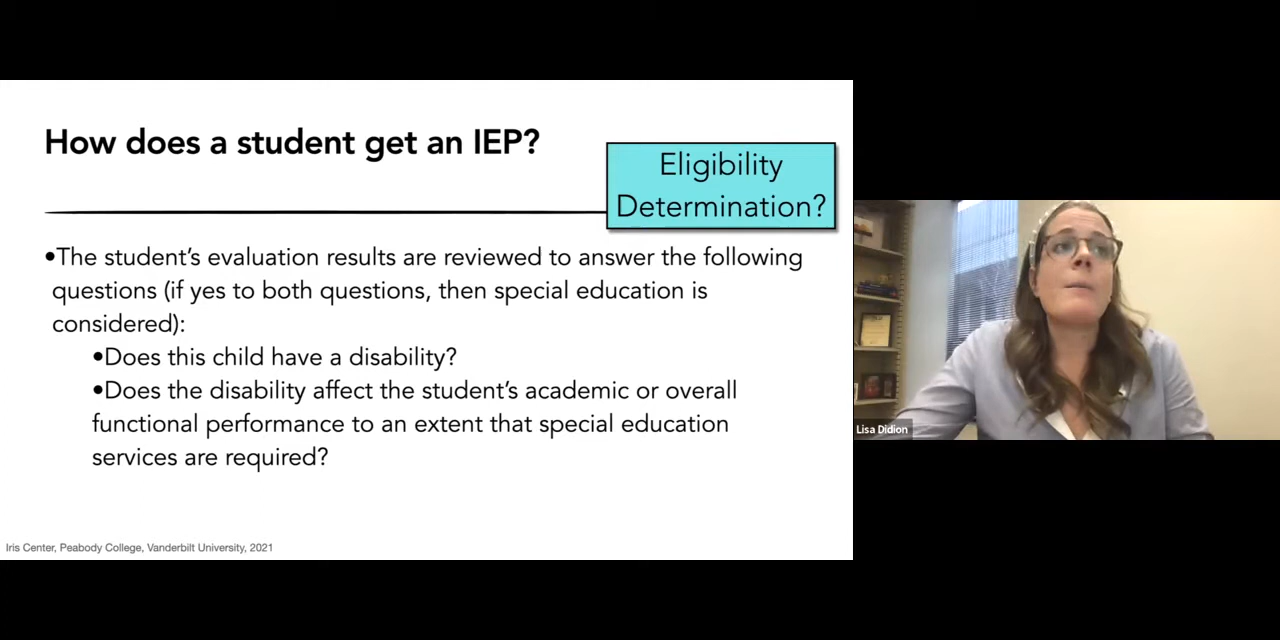 How does a student get an IEP?
Eligibility
Determination?
•The student’s evaluation results are reviewed to answer the following
questions (if yes to both questions, then special education is
considered):
•Does this child have a disability?
•Does the disability affect the student’s academic or overall
functional performance to an extent that special education
services are required?
Iris Center, Peabody College, Vanderbilt University, 2021
Lisa Didion